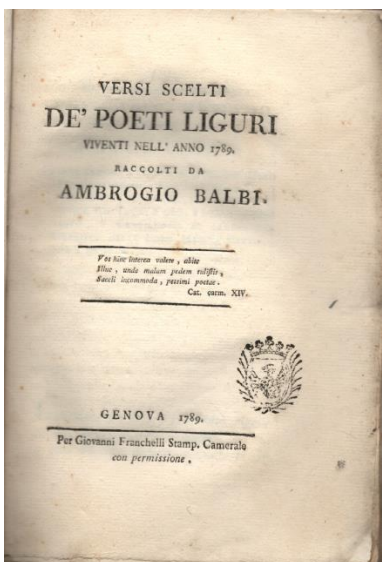 VERSI SCELTI
DE' POETI LIGURI
VIVENTI NELL' ANNO 1789.
RACCOLTI DA
AMBROGIO BALBI.
Vos hinc interea valete, abite
Illuc, unde malum pedem tulistis,
Saecli incommoda, pessimi poetae.
Cat. carm. XIV.
GENOVA 1789.
Per Giovanni Franchelli Stamp. Camerale
con permissione.